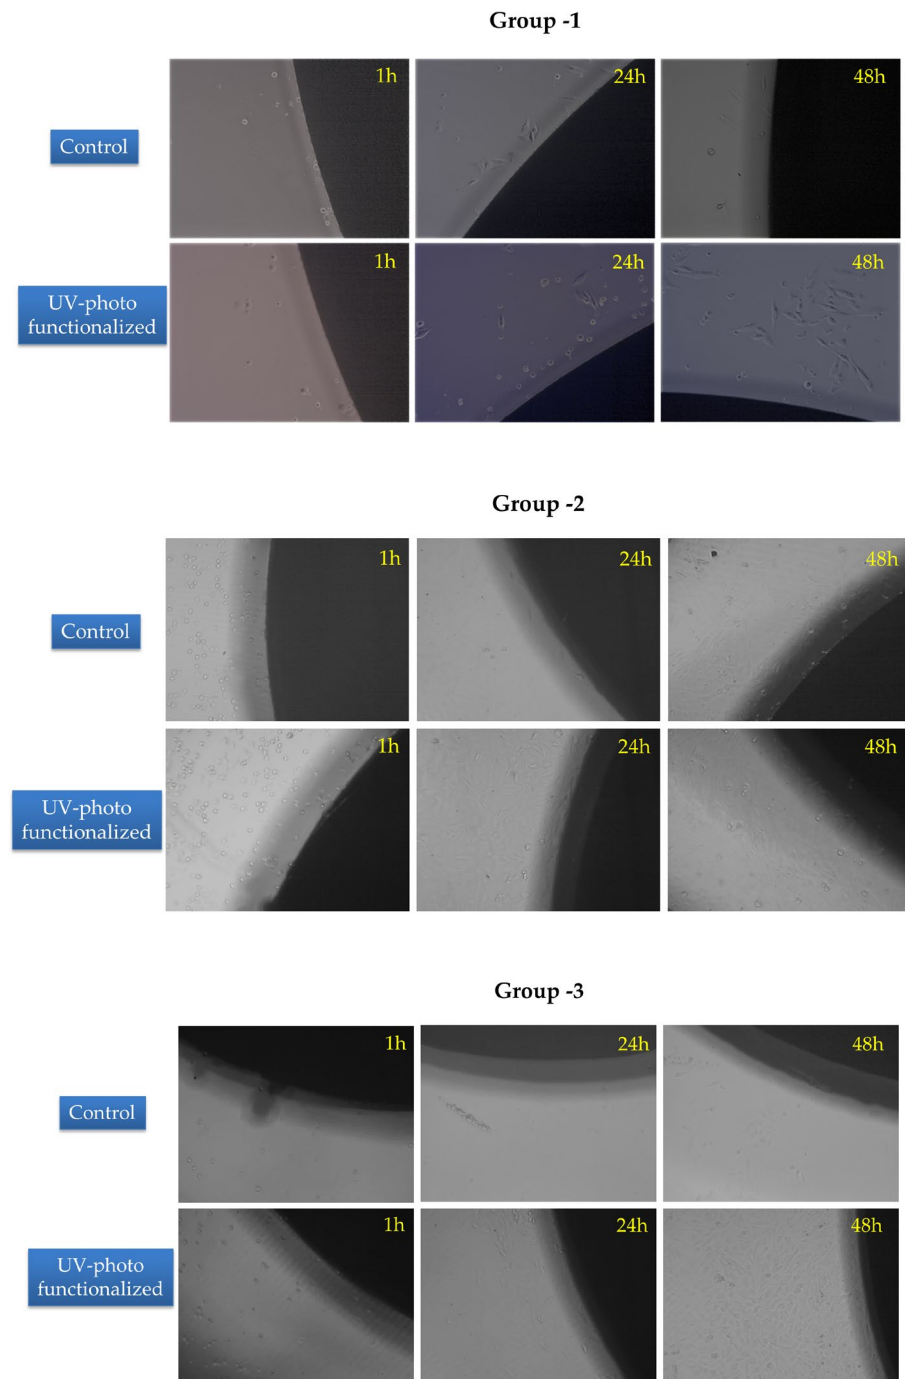 Group -1
1h
24h
48h
Control
1h
24h
48h
UV-photo
functionalized
Group -2
1h
24h
48h
Control
1h
24h
48h
UV-photo
functionalized
Group -3
1h
24h
48h
Control
1h
24h
48h
UV-photo
functionalized